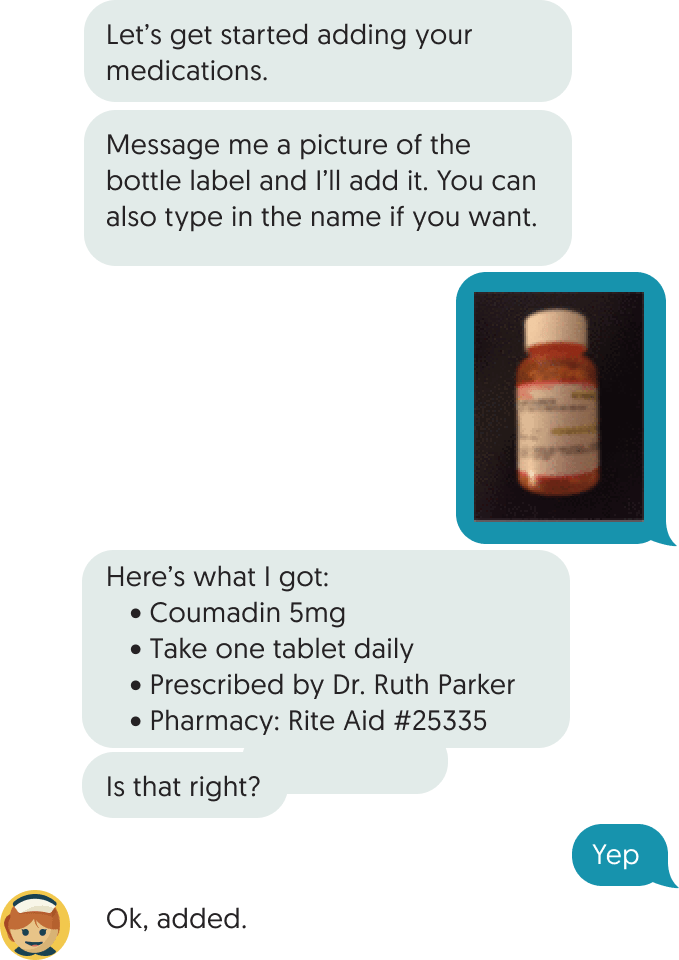 Let’s get started adding your
medications.
Message me a picture of the
bottle label and I’ll add it. You can
also type in the name if you want.
Here’s what I got:
• Coumadin 5mg
• Take one tablet daily
• Prescribed by Dr. Ruth Parker
• Pharmacy: Rite Aid #25335
Is that right?
Yep
Ok, added.